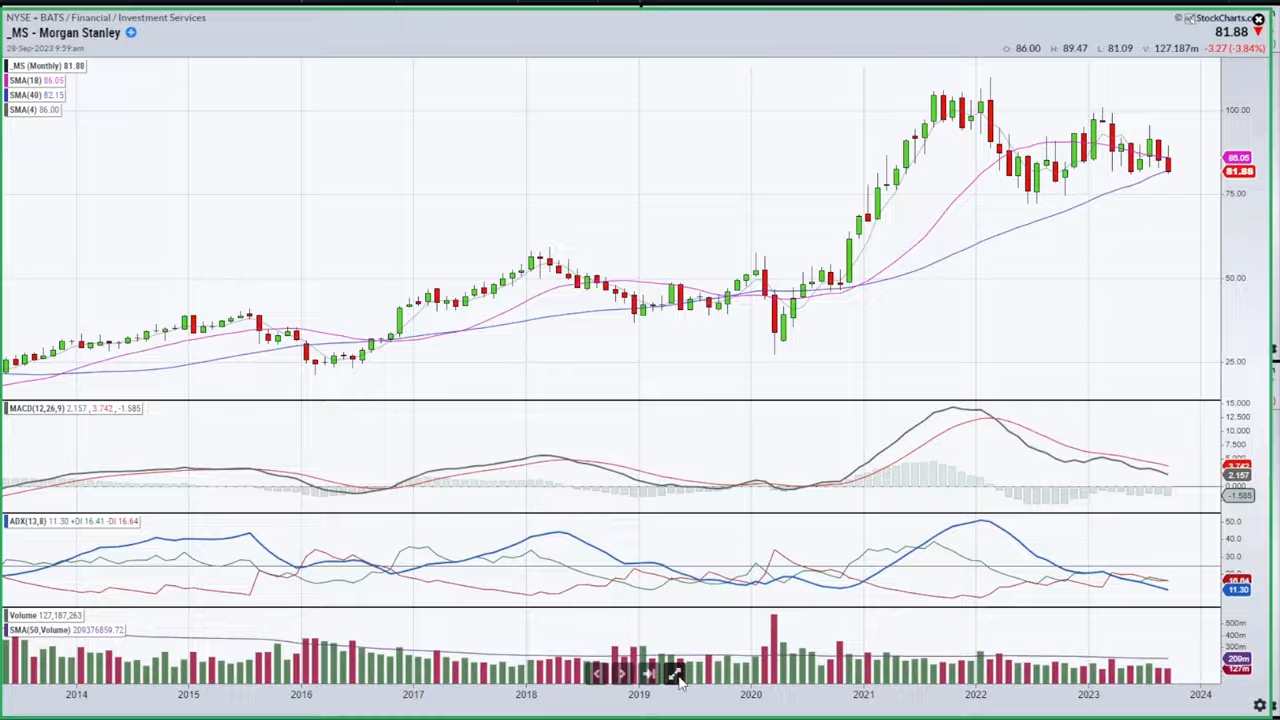 NYSE + BATS / Financial / Investment Services
© StockCharts.c
_MS - Morgan Stanley
81.88
28-Sep-2023 9:59am
O: 86.00 H: 89.47 L: 81.09 V: 127.187m -3.27 (-3.84%)
_MS (Monthly) 81.88
SMA(18) 86.05
SMA(40) 82.15
SMA(4) 86.00
100.00
86.05
81.88
75.00
50.00
25.00
MACD(12,26,9) 2.157, 3.742, -1.585
15.000
12.500
10.000
7.500
5.000
3.742
2.157
0.000
-1.585
ADX(13,8) 11.30 +DI 16.41 -DI 16.64
50.0
40.0
30.0
16.64
11.30
Volume 127,187,263
SMA(50,Volume) 209376859.72
500m
400m
300m
209m
127m
2014 2015 2016 2017 2018 2019 2020 2021 2022 2023 2024